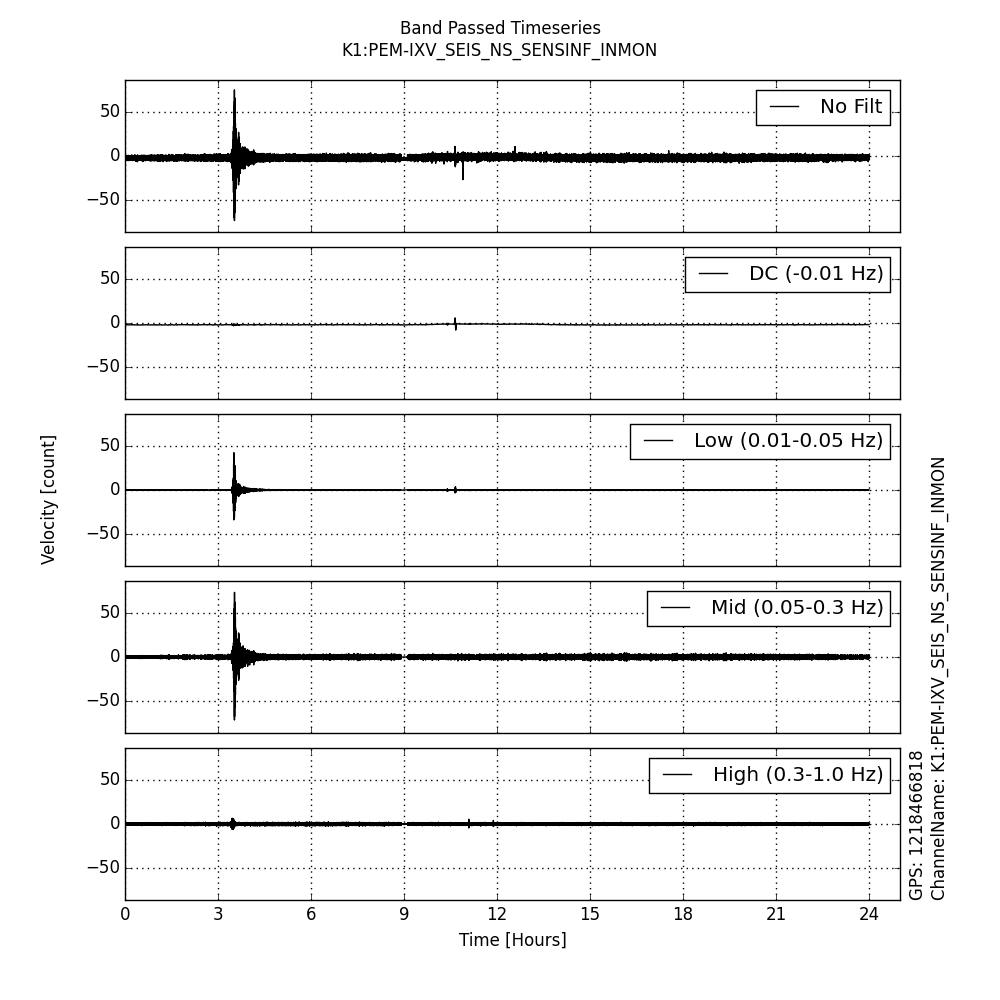 Band Passed Timeseries
K1:PEM-IXV_SEIS_NS_SENSINF_INMON
50
0
−50
No Filt
50
0
−50
DC (-0.01 Hz)
50
0
−50
Low (0.01-0.05 Hz)
50
0
−50
Mid (0.05-0.3 Hz)
50
0
−50
High (0.3-1.0 Hz)
0 3 6 9 12 15 18 21 24
Time [Hours]
Velocity [count]
GPS: 1218466818
ChannelName: K1:PEM-IXV_SEIS_NS_SENSINF_INMON